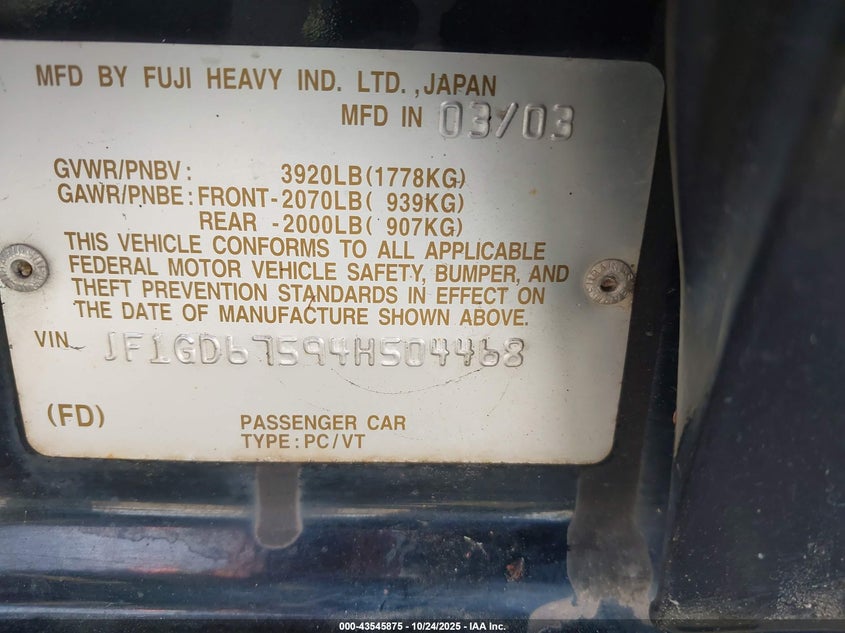 MFD BY FUJI HEAVY IND. LTD., JAPAN
MFD IN 03/03
GVWR/PNBV: 3920LB(1778KG)
GAWR/PNBE: FRONT-2070LB( 939KG)
REAR -2000LB( 907KG)
THIS VEHICLE CONFORMS TO ALL APPLICABLE
FEDERAL MOTOR VEHICLE SAFETY, BUMPER, AND
THEFT PREVENTION STANDARDS IN EFFECT ON
THE DATE OF MANUFACTURE SHOWN ABOVE.
VIN JF1GD67594H504468
(FD)
PASSENGER CAR
TYPE: PC/VT
000-43545875 - 10/24/2025 - IAA Inc.